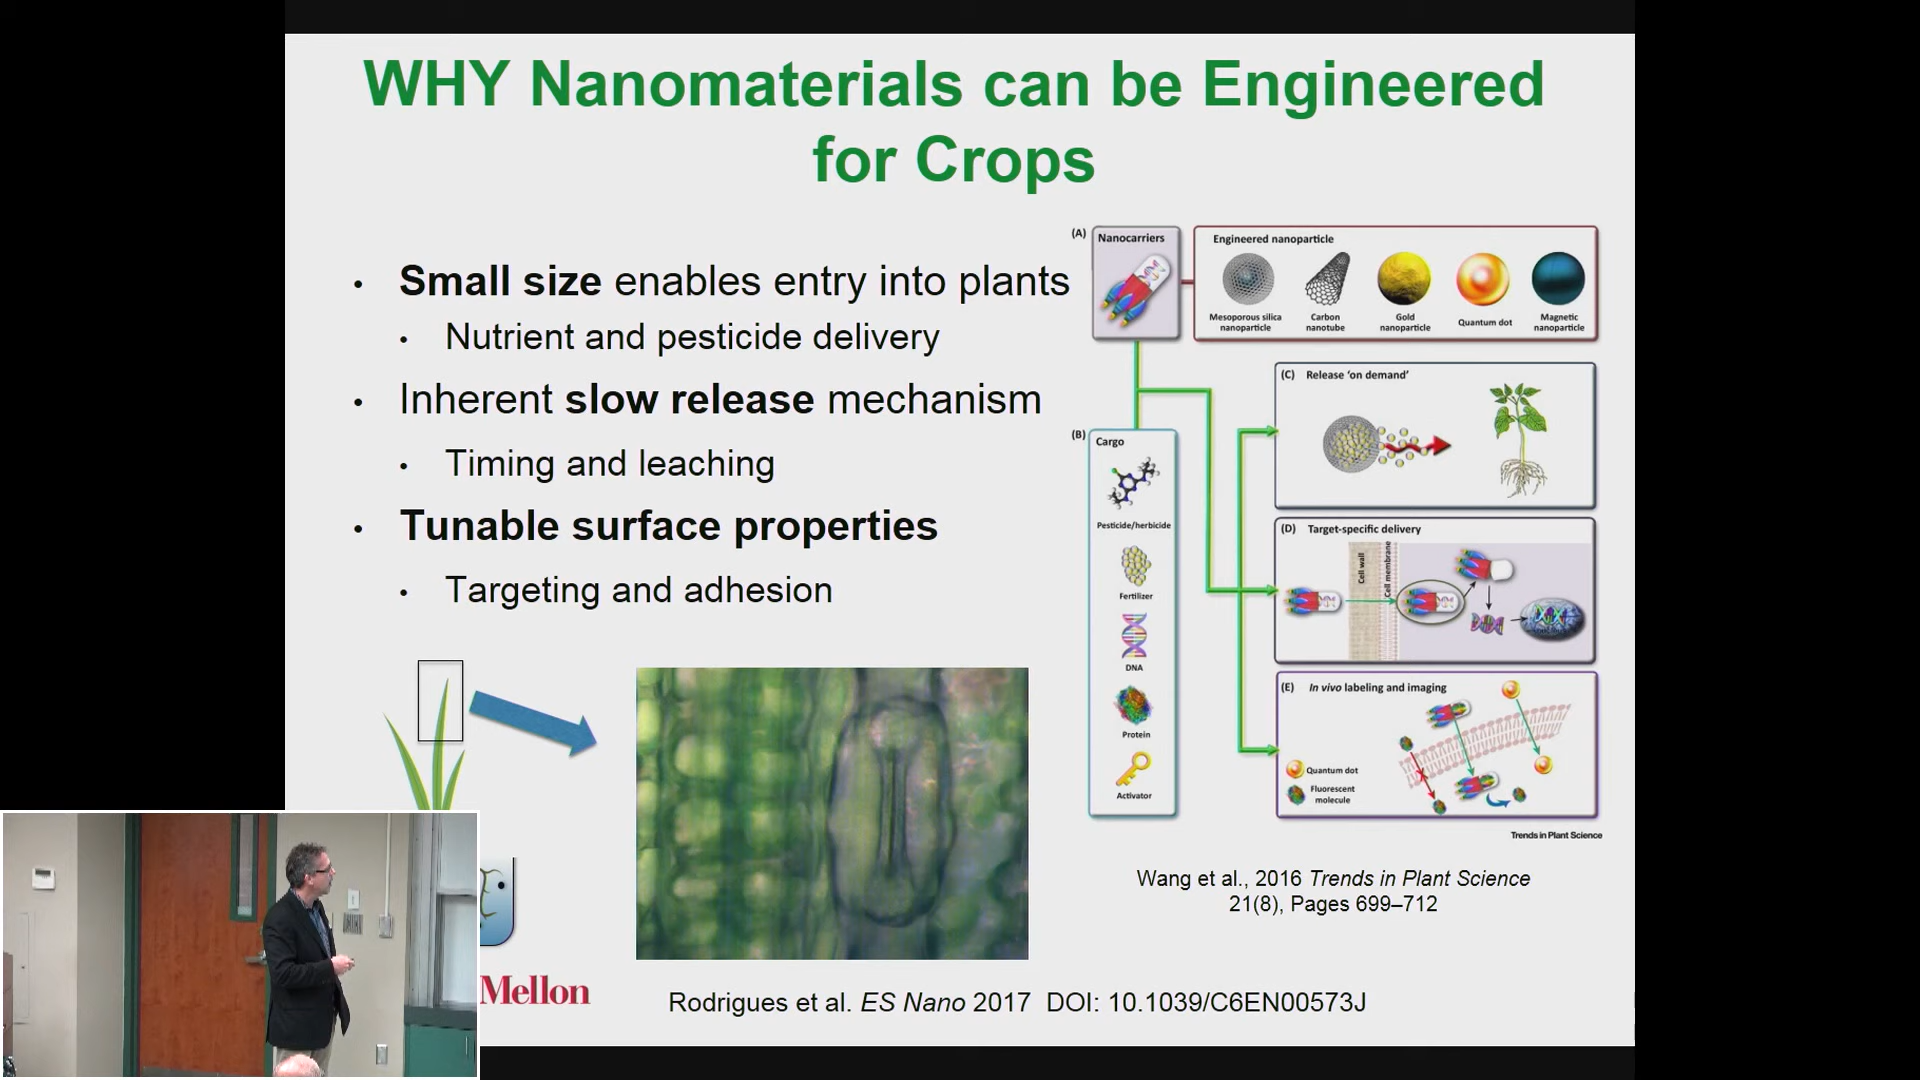 WHY Nanomaterials can be Engineered
for Crops
• Small size enables entry into plants
• Nutrient and pesticide delivery
• Inherent slow release mechanism
• Timing and leaching
• Tunable surface properties
• Targeting and adhesion
(A)
Nanocarriers
Engineered nanoparticle
Mesoporous silica
nanoparticle
Carbon
nanotube
Gold
nanoparticle
Quantum dot
Magnetic
nanoparticle
(B)
Cargo
Pesticide/herbicide
Fertilizer
DNA
Protein
Activator
(C) Release ‘on demand’
(D) Target-specific delivery
Cell wall
Cell membrane
(E) In vivo labeling and imaging
Quantum dot
Fluorescent
molecule
Trends in Plant Science
Wang et al., 2016 Trends in Plant Science
21(8), Pages 699–712
Mellon
Rodrigues et al. ES Nano 2017 DOI: 10.1039/C6EN00573J